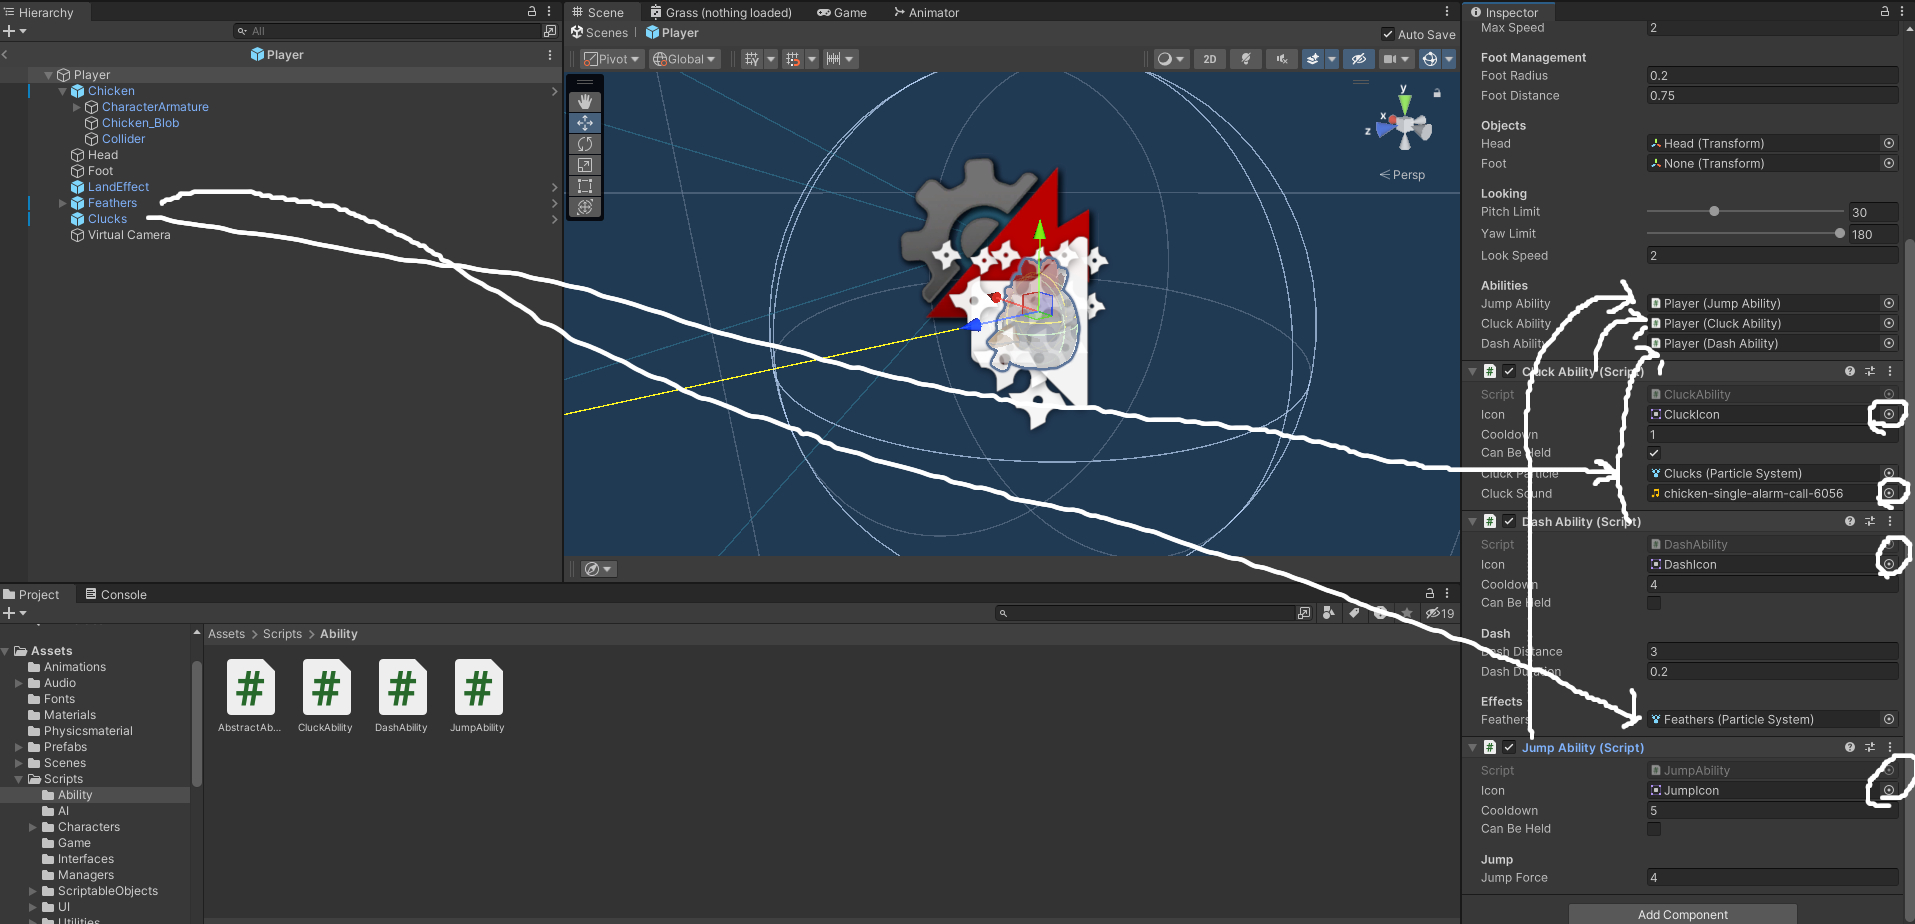 Hierarchy
All
Player
Player
Chicken
CharacterArmature
Chicken_Blob
Collider
Head
Foot
LandEffect
Feathers
Clucks
Virtual Camera
Scene
Grass (nothing loaded)
Game
Animator
Scenes
Player
Auto Save
Pivot
Global
2D
y
x
z
Persp
Inspector
Max Speed 2
Foot Management
Foot Radius 0.2
Foot Distance 0.75
Objects
Head Head (Transform)
Foot None (Transform)
Looking
Pitch Limit 30
Yaw Limit 180
Look Speed 2
Abilities
Jump Ability Player (Jump Ability)
Cluck Ability Player (Cluck Ability)
Dash Ability Player (Dash Ability)
# Cluck Ability (Script)
Script CluckAbility
Icon CluckIcon
Cooldown 1
Can Be Held
Cluck Particle Clucks (Particle System)
Cluck Sound chicken-single-alarm-call-6056
# Dash Ability (Script)
Script DashAbility
Icon DashIcon
Cooldown 4
Can Be Held
Dash
Dash Distance 3
Dash Duration 0.2
Effects
Feathers Feathers (Particle System)
# Jump Ability (Script)
Script JumpAbility
Icon JumpIcon
Cooldown 5
Can Be Held
Jump
Jump Force 4
Add Component
Project
Console
19
Assets
Animations
Audio
Fonts
Materials
Physicsmaterial
Prefabs
Scenes
Scripts
Ability
AI
Characters
Game
Interfaces
Managers
ScriptableObjects
UI
Utilities
Assets > Scripts > Ability
# # # #
AbstractAb... CluckAbility DashAbility JumpAbility